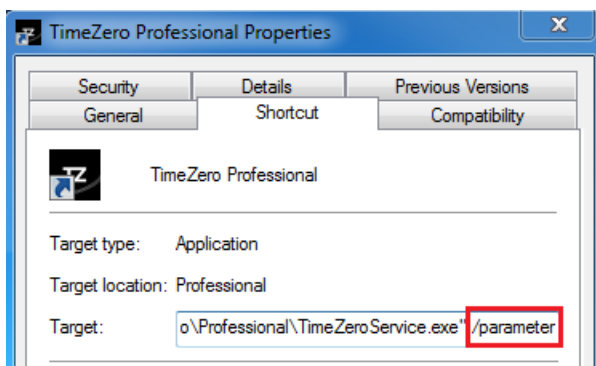 TimeZero Professional Properties
Security Details Previous Versions
General Shortcut Compatibility
TZ TimeZero Professional
Target type: Application
Target location: Professional
Target: o\Professional\TimeZeroService.exe" /parameter